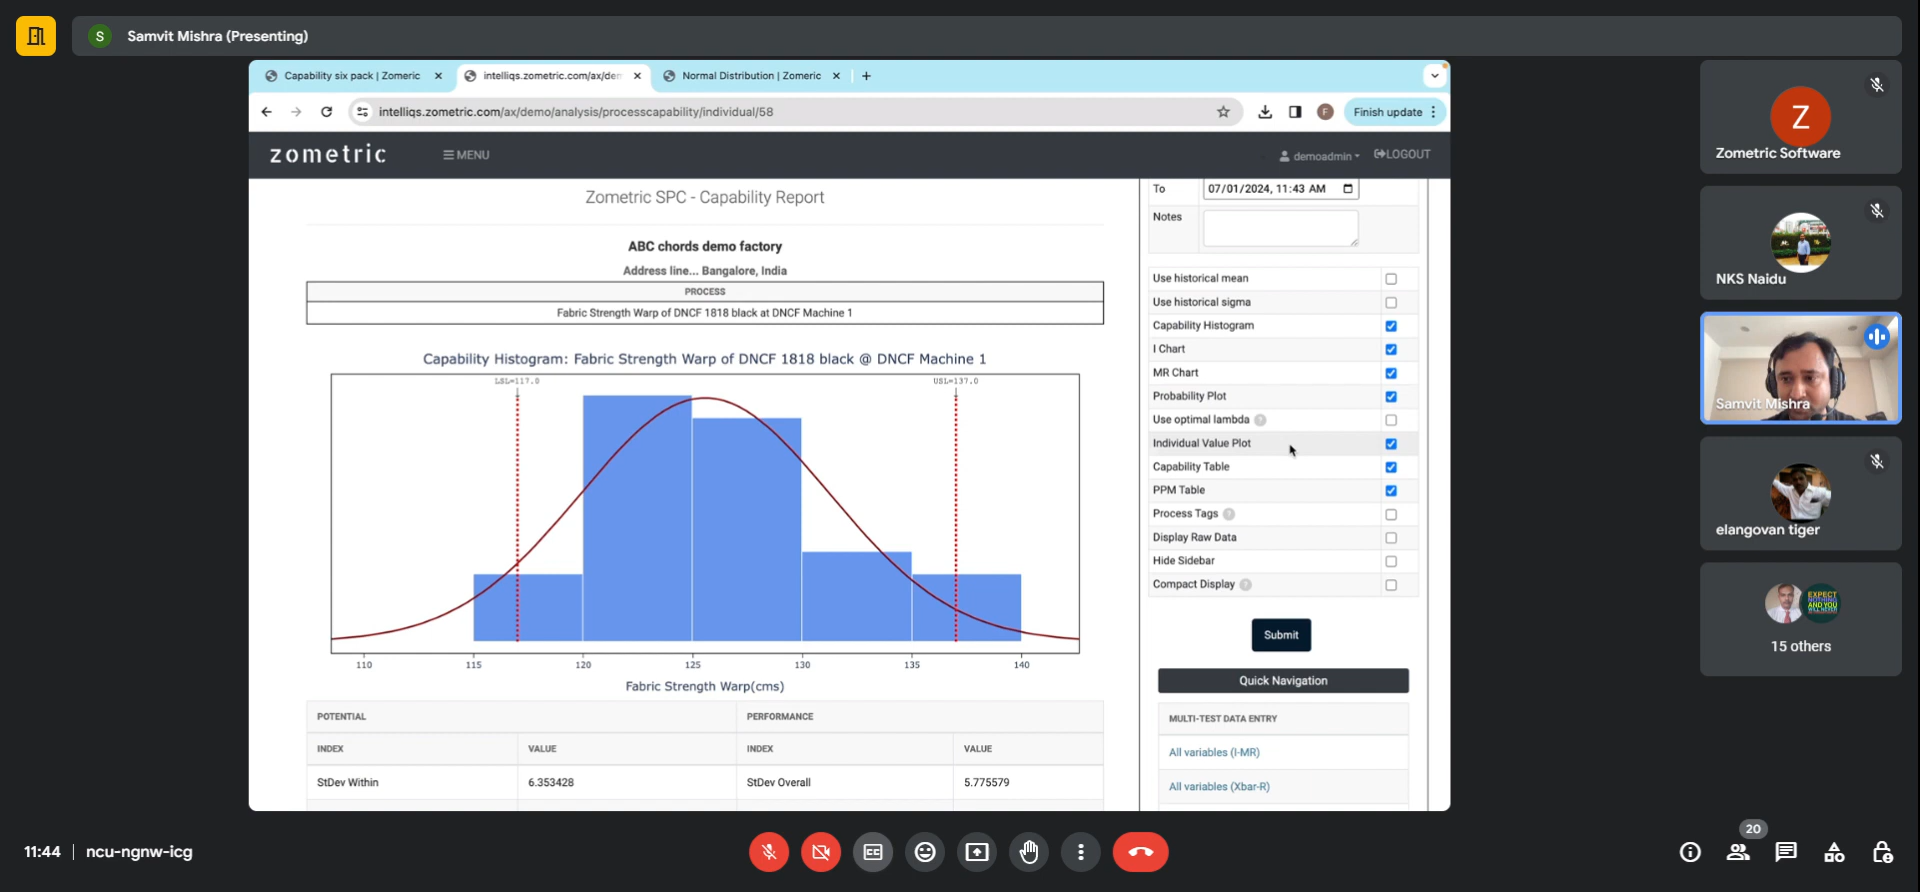 S Samvit Mishra (Presenting)
Capability six pack | Zomeric
intelliqs.zometric.com/ax/den
Normal Distribution | Zomeric
intelliqs.zometric.com/ax/demo/analysis/processcapability/individual/58
F
Finish update
zometric
MENU
demoadmin
LOGOUT
Zometric SPC - Capability Report
ABC chords demo factory
Address line... Bangalore, India
PROCESS
Fabric Strength Warp of DNCF 1818 black at DNCF Machine 1
Capability Histogram: Fabric Strength Warp of DNCF 1818 black @ DNCF Machine 1
LSL=117.0
USL=137.0
110 115 120 125 130 135 140
Fabric Strength Warp(cms)
POTENTIAL PERFORMANCE
INDEX VALUE INDEX VALUE
StDev Within 6.353428 StDev Overall 5.775579
To 07/01/2024, 11:43 AM
Notes
Use historical mean
Use historical sigma
Capability Histogram
I Chart
MR Chart
Probability Plot
Use optimal lambda ?
Individual Value Plot
Capability Table
PPM Table
Process Tags ?
Display Raw Data
Hide Sidebar
Compact Display ?
Submit
Quick Navigation
MULTI-TEST DATA ENTRY
All variables (I-MR)
All variables (Xbar-R)
Z
Zometric Software
NKS Naidu
Samvit Mishra
elangovan tiger
EXPECT
NOTHING
AND YOU
WILL NEVER
15 others
11:44 | ncu-ngnw-icg
20